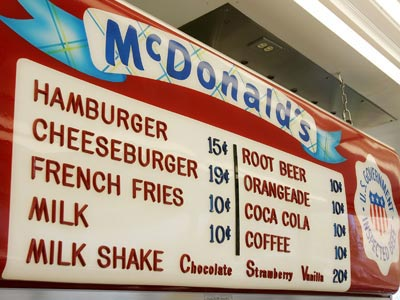 McDonald's
HAMBURGER 15¢
CHEESEBURGER 19¢
FRENCH FRIES 10¢
MILK 10¢
ROOT BEER 10¢
ORANGEADE 10¢
COCA COLA 10¢
COFFEE 10¢
MILK SHAKE Chocolate Strawberry Vanilla 20¢
U.S. GOVERNMENT INSPECTED BEEF